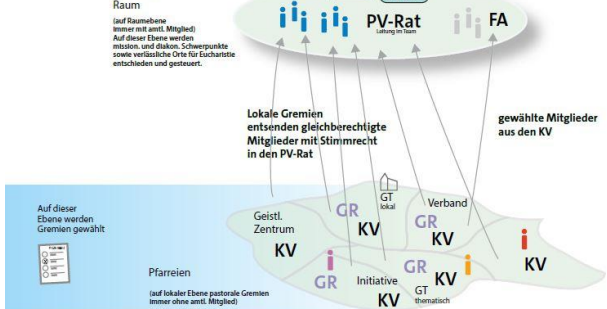 Raum
(auf Raumebene
immer mit amtl. Mitglied)
Auf dieser Ebene werden
mission. und diakon. Schwerpunkte
sowie verlässliche Orte für Eucharistie
entschieden und gesteuert.
PV-Rat
Leitung im Team
FA
Lokale Gremien
entsenden gleichberechtigte
Mitglieder mit Stimmrecht
in den PV-Rat
gewählte Mitglieder
aus den KV
Auf dieser
Ebene werden
Gremien gewählt
Pfarreien
(auf lokaler Ebene pastorale Gremien
immer ohne amtl. Mitglied)
Geistl.
Zentrum
KV
GR
KV
GT
lokal
Verband
GR
KV
KV
GR
Initiative
KV
GR
KV
GT
thematisch